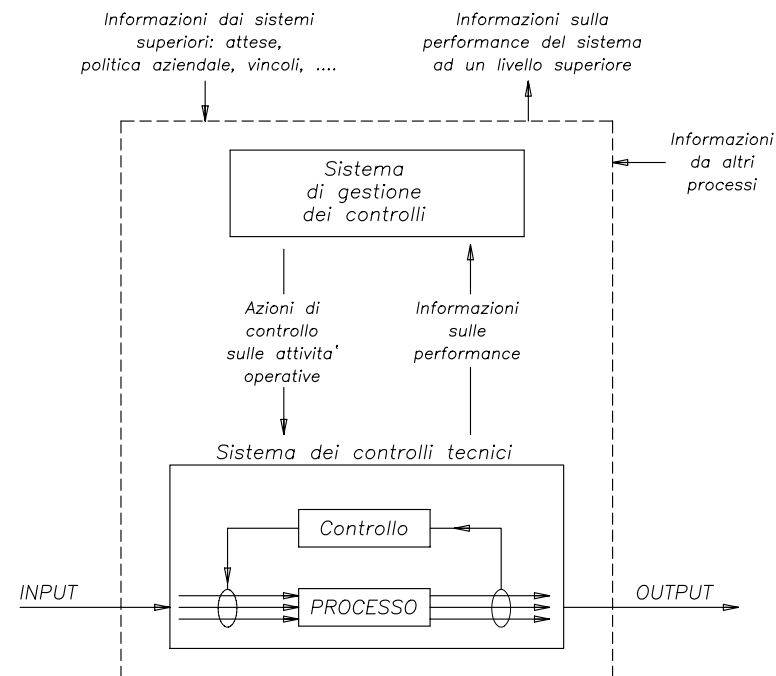 Informazioni dai sistemi
superiori: attese,
politica aziendale, vincoli, ....
Informazioni sulla
performance del sistema
ad un livello superiore
Informazioni
da altri
processi
Sistema
di gestione
dei controlli
Azioni di
controllo
sulle attivita'
operative
Informazioni
sulle
performance
Sistema dei controlli tecnici
Controllo
INPUT
PROCESSO
OUTPUT